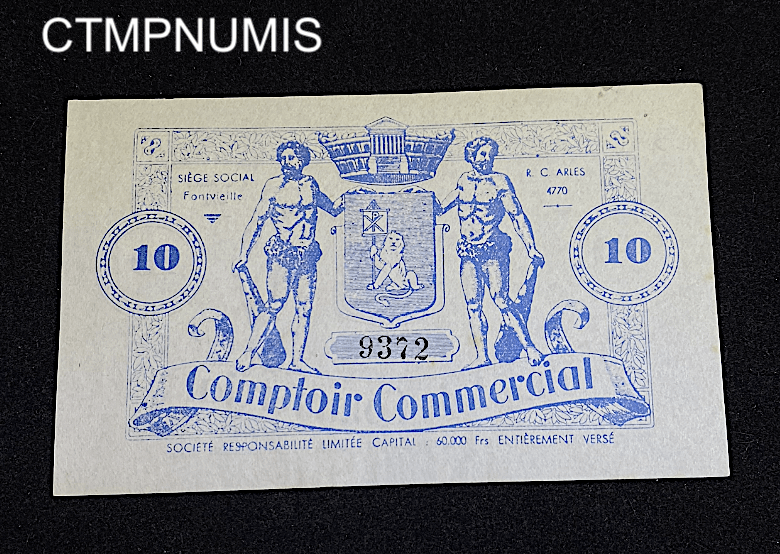 CTMPNUMIS
SIÈGE SOCIAL
Fontvieille
R. C. ARLES
4770
10
10
9372
Comptoir Commercial
SOCIÉTÉ RESPONSABILITÉ LIMITÉE CAPITAL : 60.000 Frs ENTIÈREMENT VERSÉ